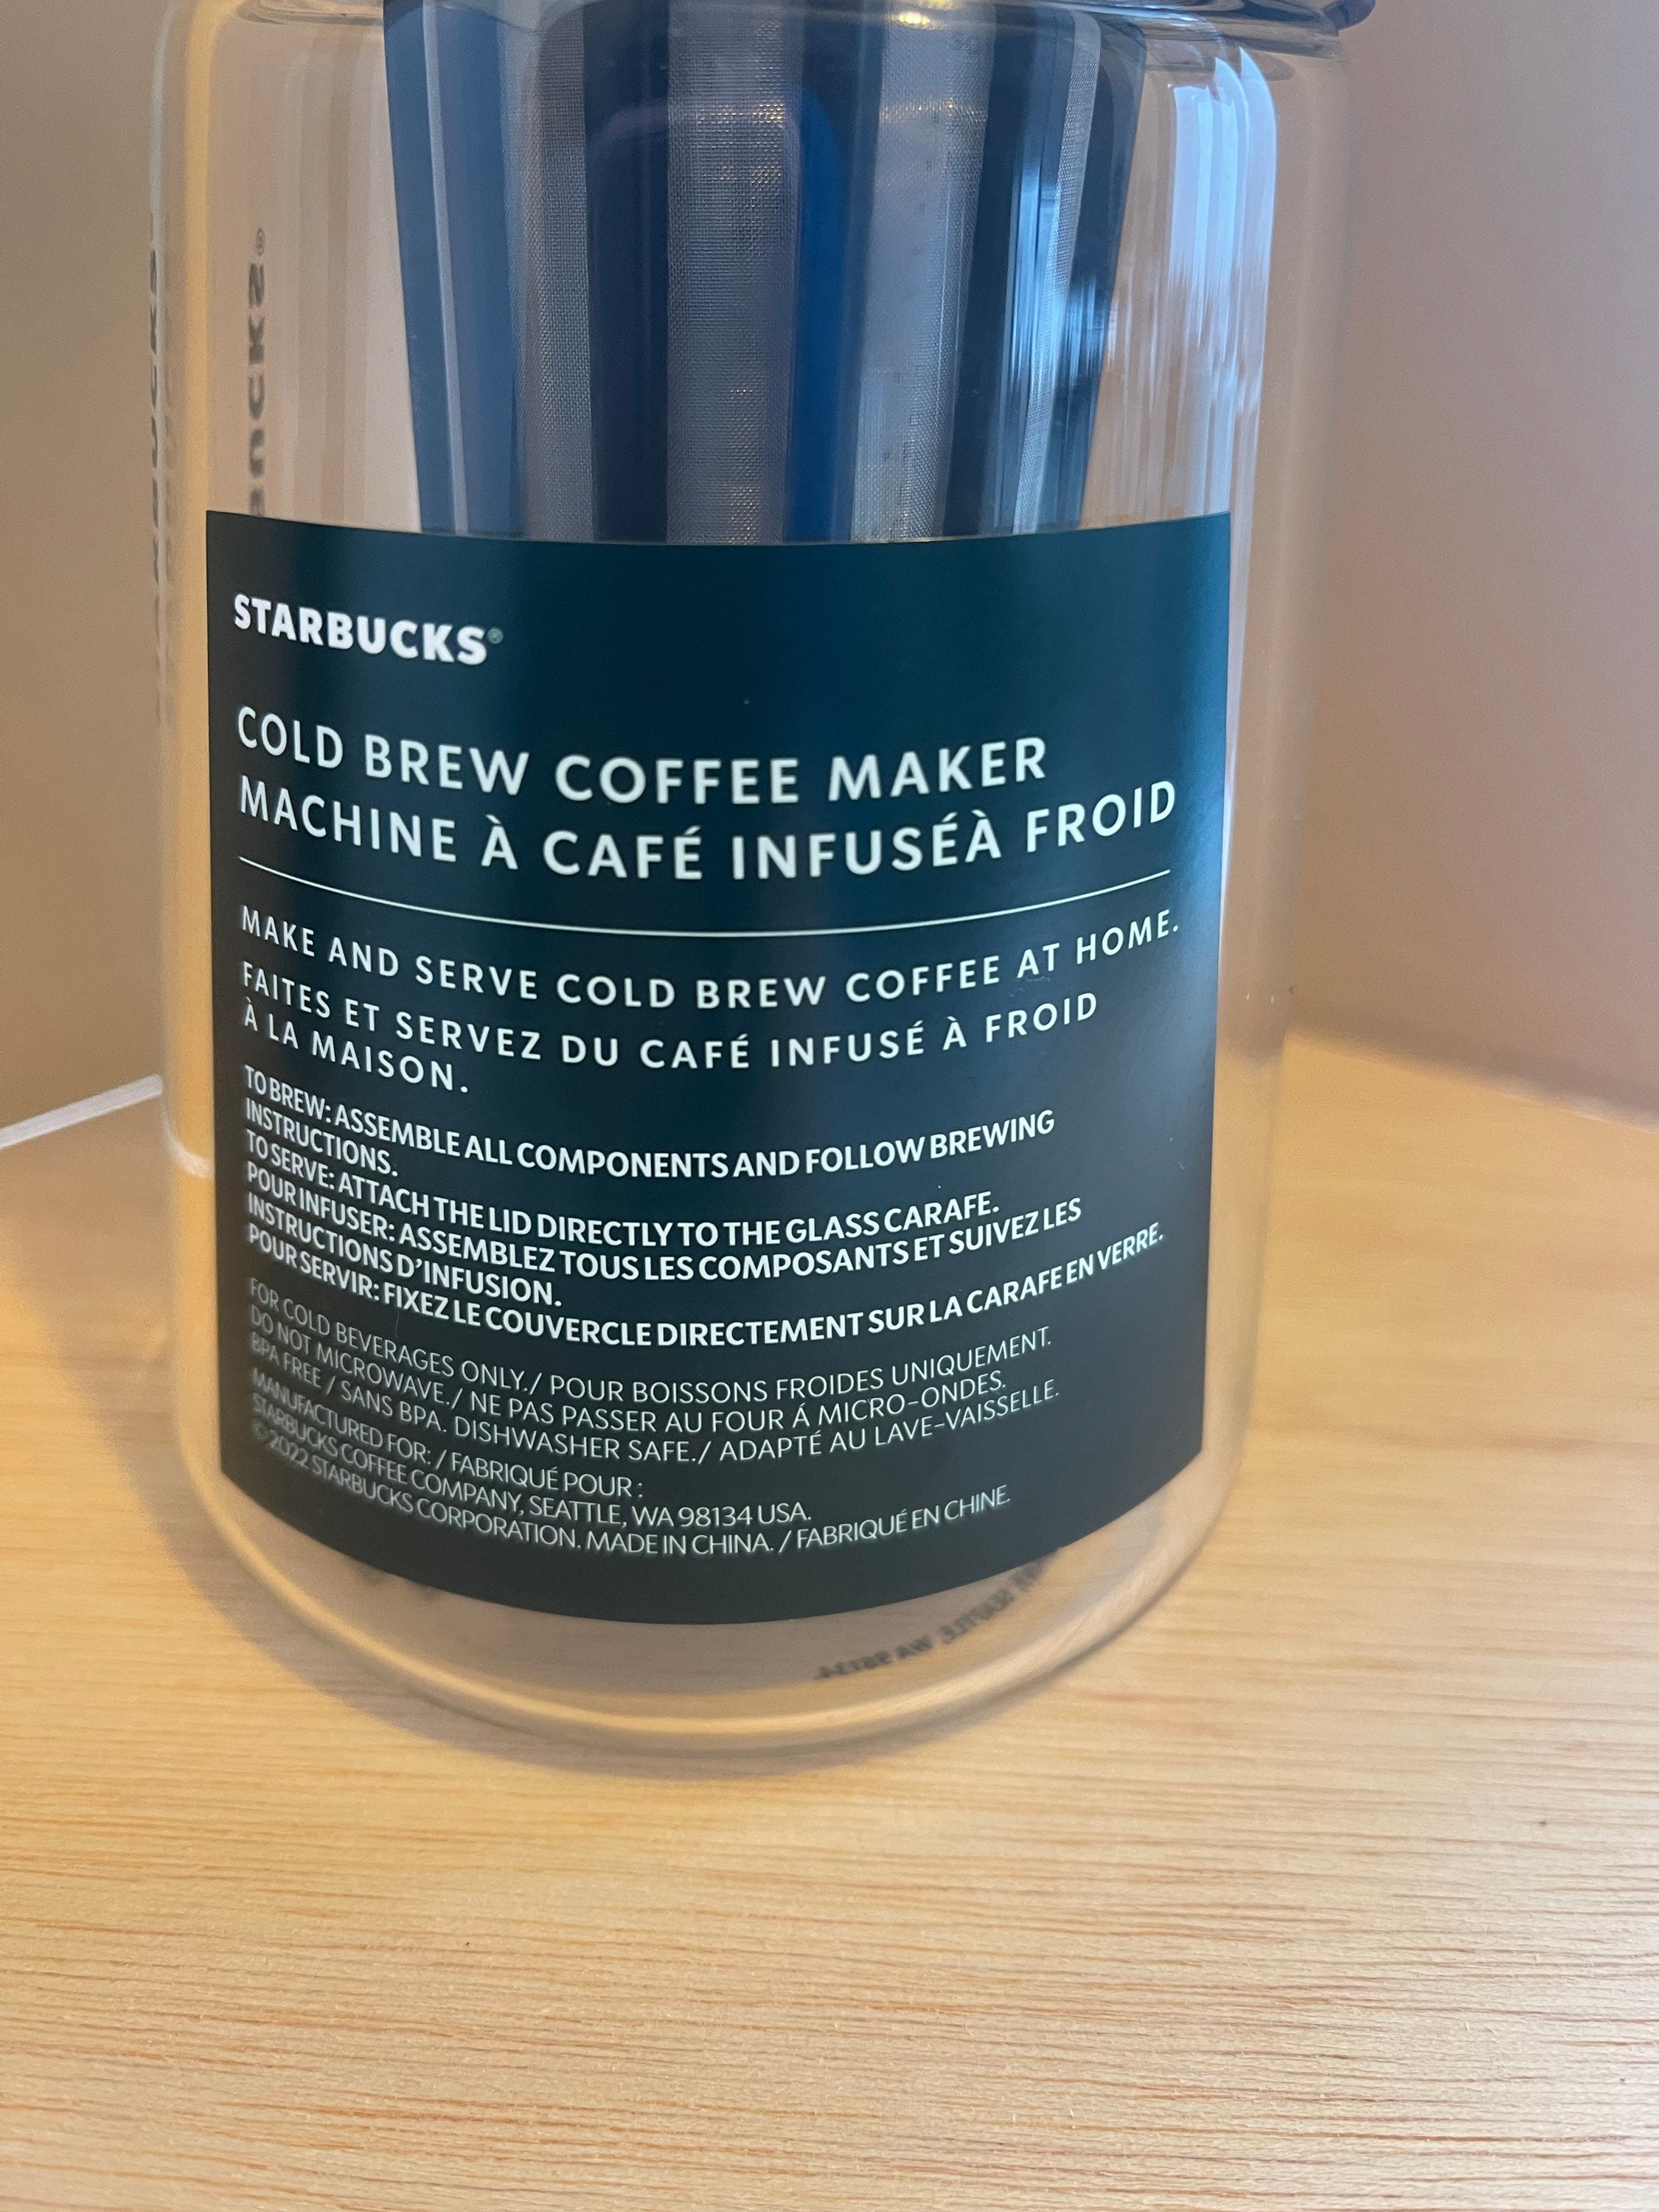 STARBUCKS®
STARBUCKS®
COLD BREW COFFEE MAKER
MACHINE À CAFÉ INFUSÉÀ FROID
MAKE AND SERVE COLD BREW COFFEE AT HOME.
FAITES ET SERVEZ DU CAFÉ INFUSÉ À FROID
À LA MAISON.
TO BREW: ASSEMBLE ALL COMPONENTS AND FOLLOW BREWING
INSTRUCTIONS.
TO SERVE: ATTACH THE LID DIRECTLY TO THE GLASS CARAFE.
POUR INFUSER: ASSEMBLEZ TOUS LES COMPOSANTS ET SUIVEZ LES
INSTRUCTIONS D'INFUSION.
POUR SERVIR: FIXEZ LE COUVERCLE DIRECTEMENT SUR LA CARAFE EN VERRE.
FOR COLD BEVERAGES ONLY./ POUR BOISSONS FROIDES UNIQUEMENT.
DO NOT MICROWAVE./ NE PAS PASSER AU FOUR Á MICRO-ONDES.
BPA FREE / SANS BPA. DISHWASHER SAFE./ ADAPTÉ AU LAVE-VAISSELLE.
MANUFACTURED FOR: / FABRIQUÉ POUR :
STARBUCKS COFFEE COMPANY, SEATTLE, WA 98134 USA.
©2022 STARBUCKS CORPORATION. MADE IN CHINA. / FABRIQUÉ EN CHINE.
SEATTLE, WA 98134